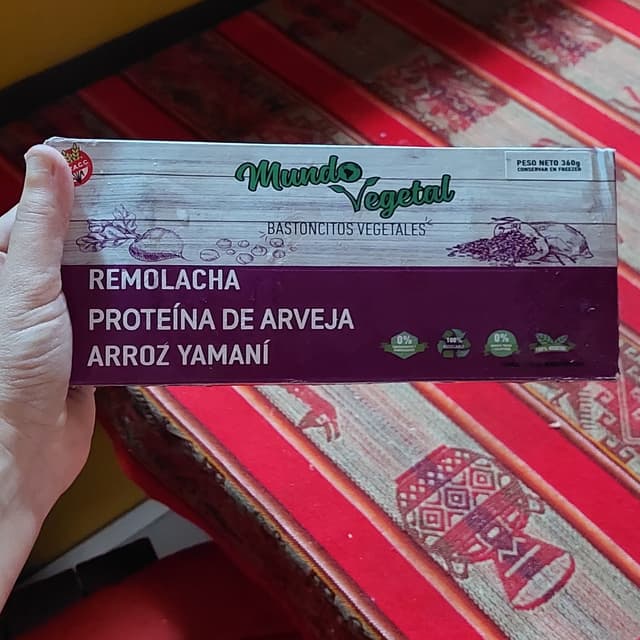 Mundo
Vegetal
BASTONCITOS VEGETALES
PESO NETO 360g
CONSERVAR EN FREEZER
REMOLACHA
PROTEÍNA DE ARVEJA
ARROZ YAMANÍ
0%
100%
0%